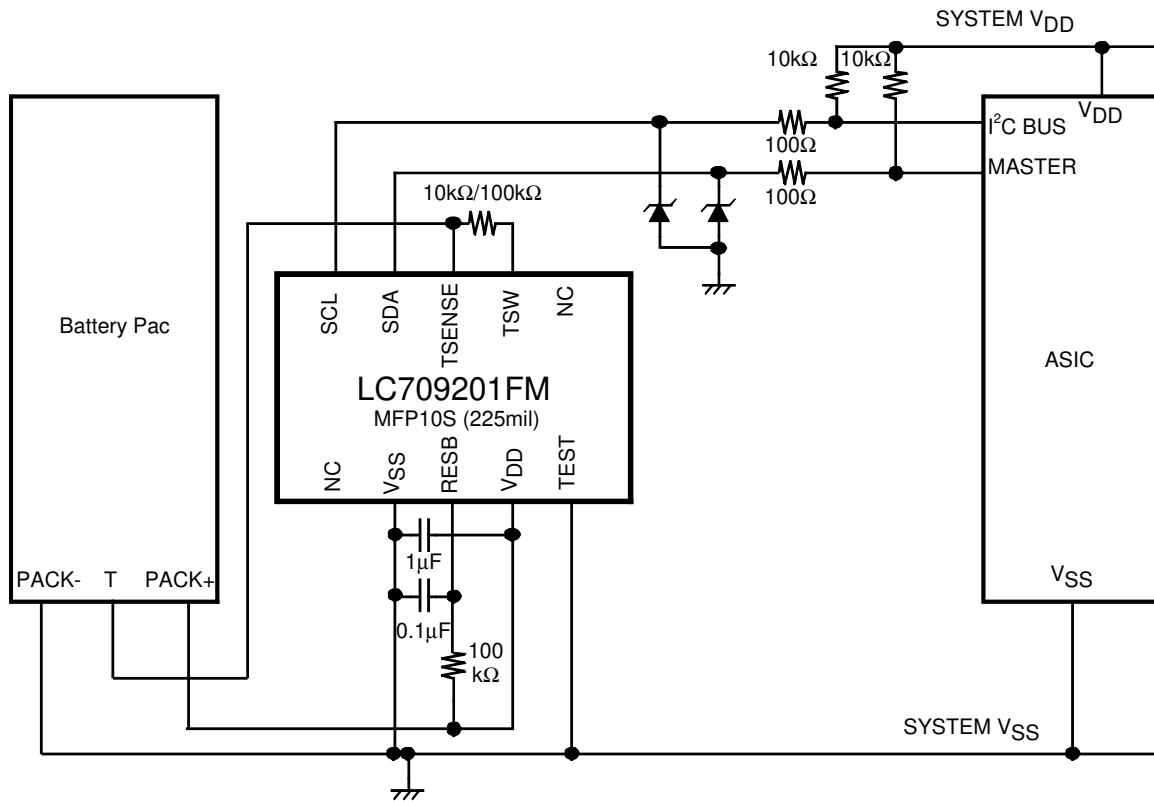 SYSTEM VDD
10kΩ 10kΩ
VDD
I²C BUS
100Ω
MASTER
100Ω
10kΩ/100kΩ
SCL
SDA
TSENSE
TSW
NC
Battery Pac
ASIC
LC709201FM
MFP10S (225mil)
NC
VSS
RESB
VDD
TEST
1μF
PACK- T PACK+
VSS
0.1μF
100
kΩ
SYSTEM VSS